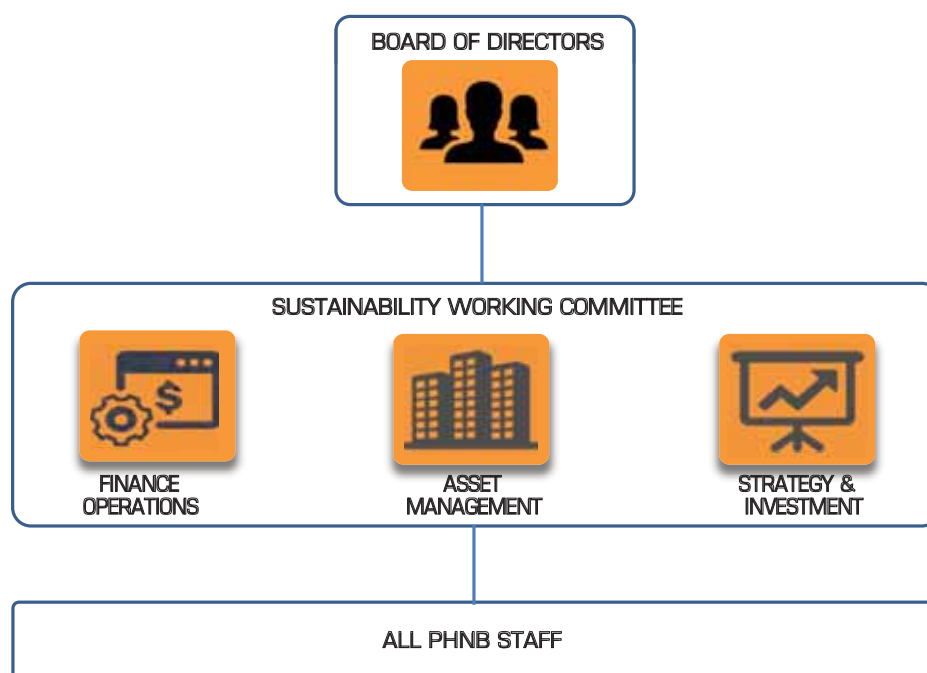 BOARD OF DIRECTORS
SUSTAINABILITY WORKING COMMITTEE
$
FINANCE
OPERATIONS
ASSET
MANAGEMENT
STRATEGY &
INVESTMENT
ALL PHNB STAFF